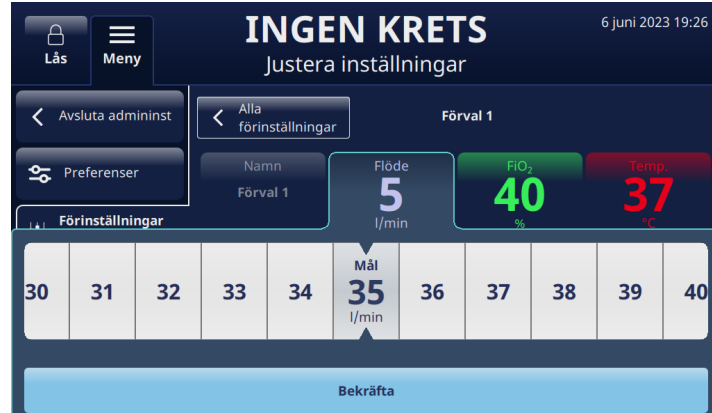 INGEN KRETS
6 juni 2023 19:26
Lås
Meny
Justera inställningar
Avsluta admininst
Alla
förinställningar
Förval 1
Preferenser
Namn
Förval 1
Flöde
5
l/min
FiO₂
40
%
Temp.
37
°C
Förinställningar
30
31
32
33
34
Mål
35
l/min
36
37
38
39
40
Bekräfta